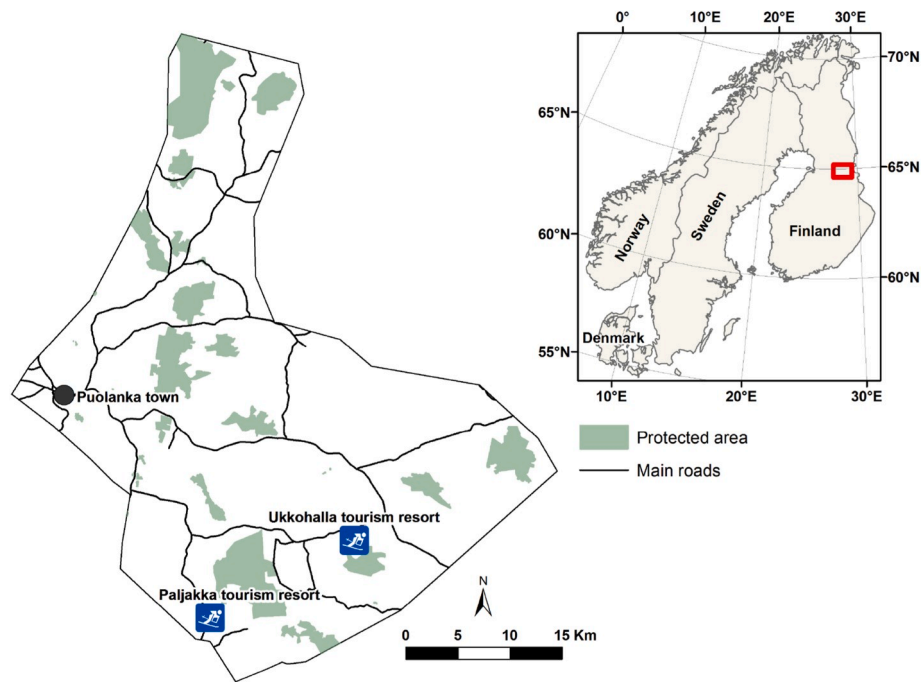 0°
20°E
30°E
70°N
65°N
65°N
60°N
60°N
55°N
Norway
Sweden
Finland
Denmark
10°E
20°E
30°E
Puolanka town
Protected area
Main roads
Ukkohalla tourism resort
Paljakka tourism resort
N
0 5 10 15 Km